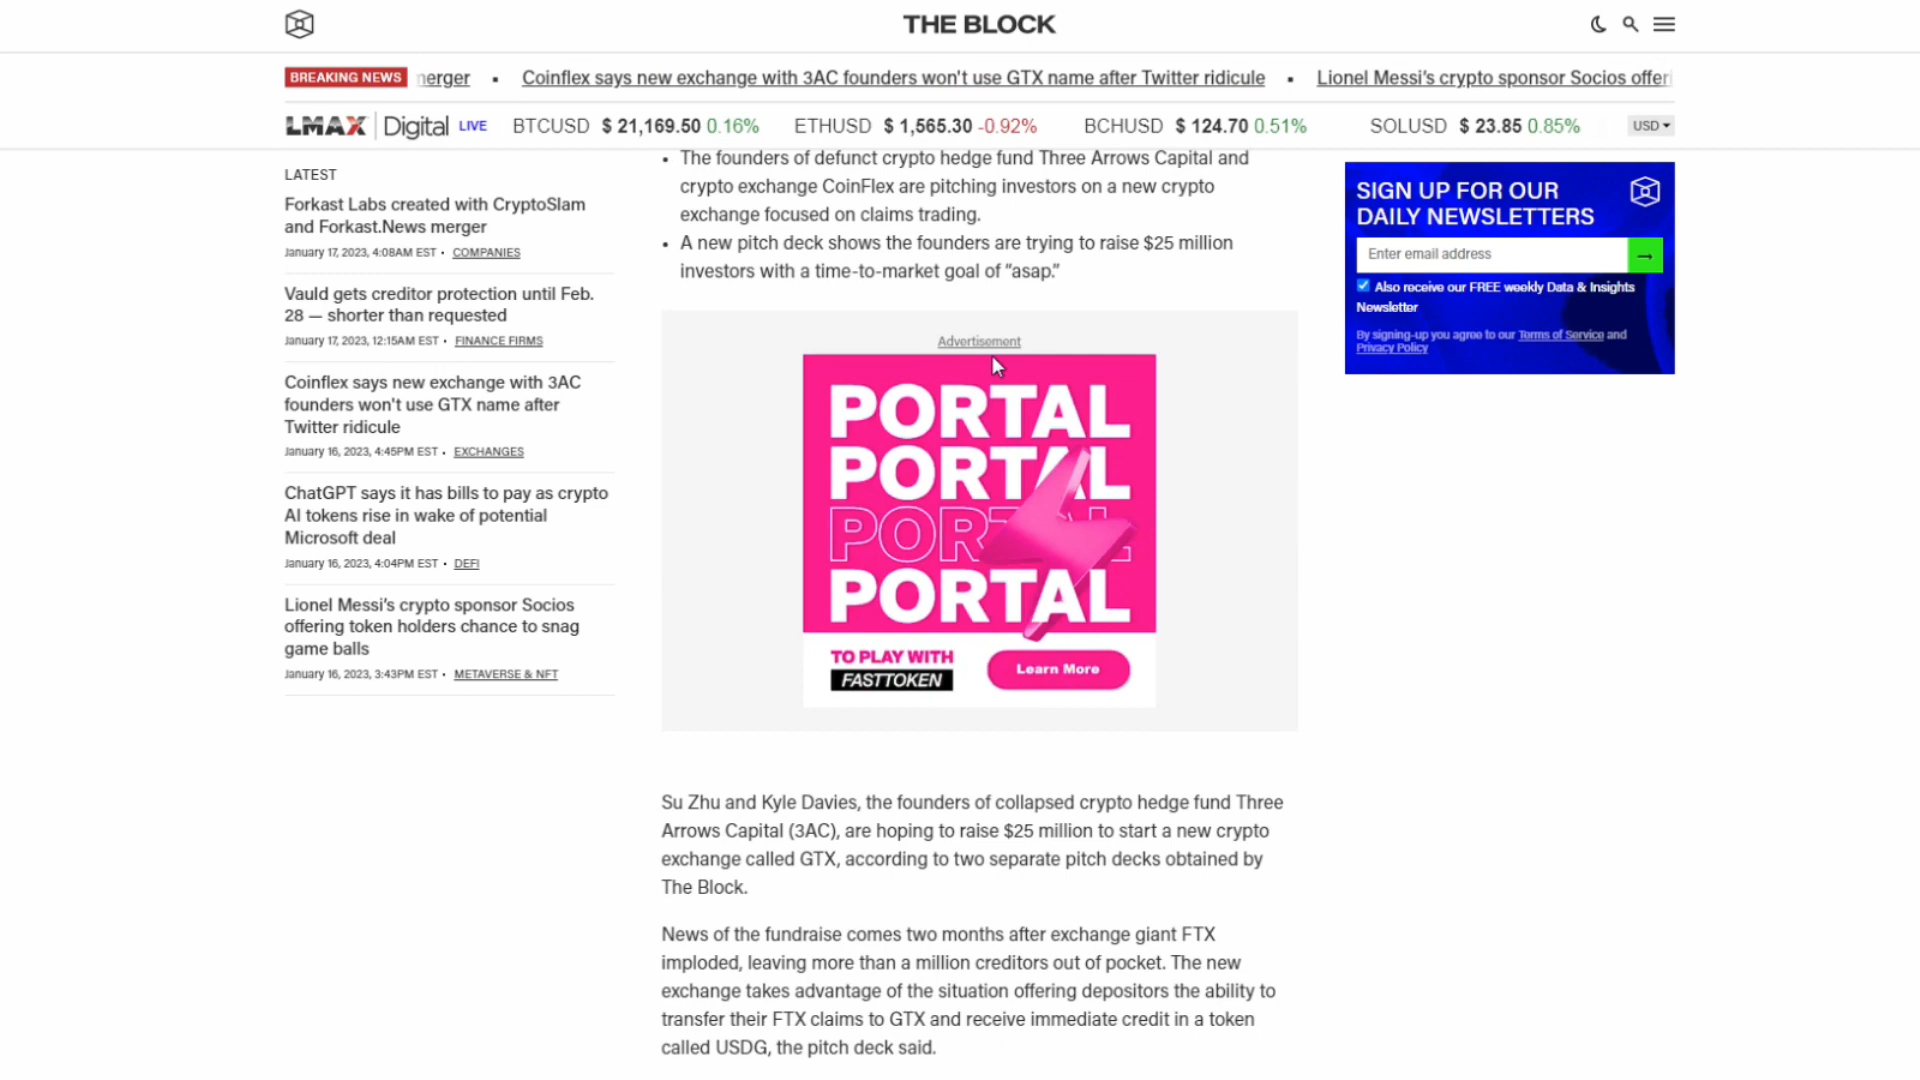 THE BLOCK
BREAKING NEWS
nerger • Coinflex says new exchange with 3AC founders won't use GTX name after Twitter ridicule • Lionel Messi’s crypto sponsor Socios offeri
LMAX Digital LIVE BTCUSD $ 21,169.50 0.16% ETHUSD $ 1,565.30 -0.92% BCHUSD $ 124.70 0.51% SOLUSD $ 23.85 0.85% USD
LATEST
Forkast Labs created with CryptoSlam
and Forkast.News merger
January 17, 2023, 4:08AM EST • COMPANIES
Vauld gets creditor protection until Feb.
28 — shorter than requested
January 17, 2023, 12:15AM EST • FINANCE FIRMS
Coinflex says new exchange with 3AC
founders won't use GTX name after
Twitter ridicule
January 16, 2023, 4:45PM EST • EXCHANGES
ChatGPT says it has bills to pay as crypto
AI tokens rise in wake of potential
Microsoft deal
January 16, 2023, 4:04PM EST • DEFI
Lionel Messi’s crypto sponsor Socios
offering token holders chance to snag
game balls
January 16, 2023, 3:43PM EST • METAVERSE & NFT
• The founders of defunct crypto hedge fund Three Arrows Capital and
crypto exchange CoinFlex are pitching investors on a new crypto
exchange focused on claims trading.
• A new pitch deck shows the founders are trying to raise $25 million
investors with a time-to-market goal of “asap.”
Advertisement
PORTAL
PORTAL
PORTAL
PORTAL
TO PLAY WITH
FASTTOKEN
Learn More
Su Zhu and Kyle Davies, the founders of collapsed crypto hedge fund Three
Arrows Capital (3AC), are hoping to raise $25 million to start a new crypto
exchange called GTX, according to two separate pitch decks obtained by
The Block.
News of the fundraise comes two months after exchange giant FTX
imploded, leaving more than a million creditors out of pocket. The new
exchange takes advantage of the situation offering depositors the ability to
transfer their FTX claims to GTX and receive immediate credit in a token
called USDG, the pitch deck said.
SIGN UP FOR OUR
DAILY NEWSLETTERS
Enter email address
→
Also receive our FREE weekly Data & Insights
Newsletter
By signing-up you agree to our Terms of Service and
Privacy Policy